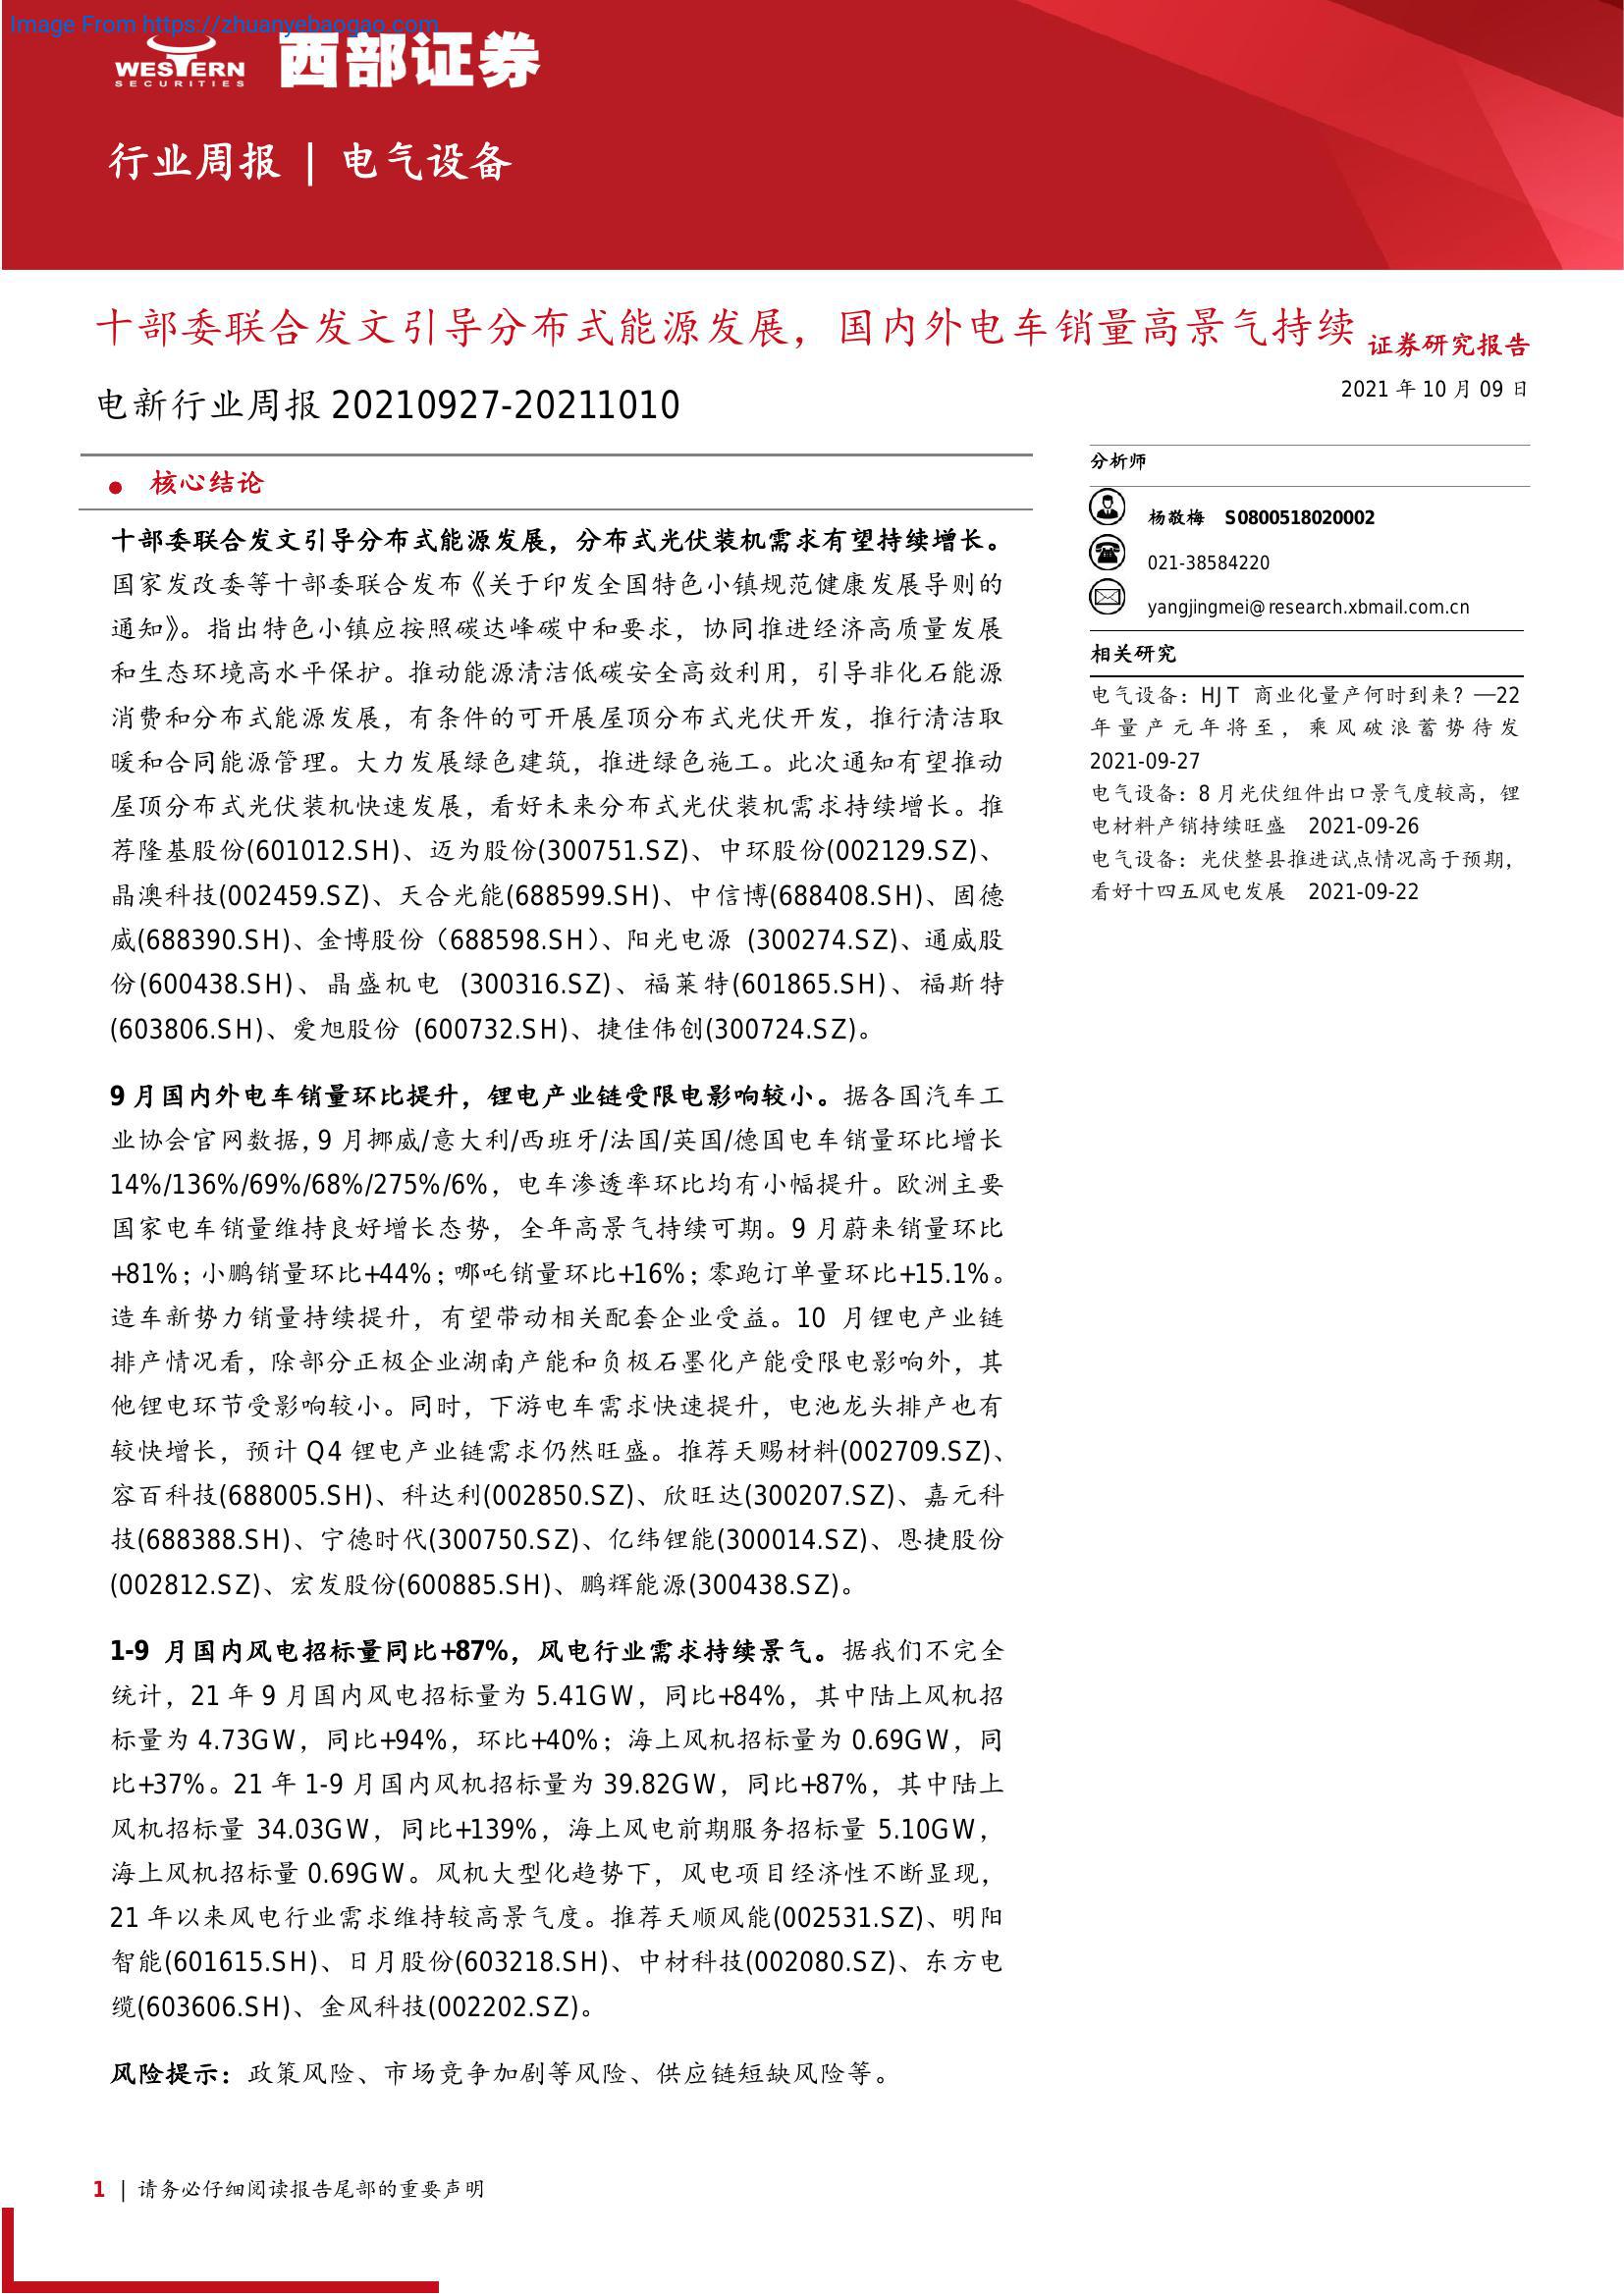 Image From https://zhuanyebaogao.com
WESTERN
SECURITIES
西部证券
行业周报 | 电气设备
十部委联合发文引导分布式能源发展，国内外电车销量高景气持续
证券研究报告
电新行业周报 20210927-20211010
2021 年 10 月 09 日
● 核心结论
十部委联合发文引导分布式能源发展，分布式光伏装机需求有望持续增长。
国家发改委等十部委联合发布《关于印发全国特色小镇规范健康发展导则的
通知》。指出特色小镇应按照碳达峰碳中和要求，协同推进经济高质量发展
和生态环境高水平保护。推动能源清洁低碳安全高效利用，引导非化石能源
消费和分布式能源发展，有条件的可开展屋顶分布式光伏开发，推行清洁取
暖和合同能源管理。大力发展绿色建筑，推进绿色施工。此次通知有望推动
屋顶分布式光伏装机快速发展，看好未来分布式光伏装机需求持续增长。推
荐隆基股份(601012.SH)、迈为股份(300751.SZ)、中环股份(002129.SZ)、
晶澳科技(002459.SZ)、天合光能(688599.SH)、中信博(688408.SH)、固德
威(688390.SH)、金博股份（688598.SH)、阳光电源 (300274.SZ)、通威股
份(600438.SH)、晶盛机电 (300316.SZ)、福莱特(601865.SH)、福斯特
(603806.SH)、爱旭股份 (600732.SH)、捷佳伟创(300724.SZ)。
9 月国内外电车销量环比提升，锂电产业链受限电影响较小。据各国汽车工
业协会官网数据，9 月挪威/意大利/西班牙/法国/英国/德国电车销量环比增长
14%/136%/69%/68%/275%/6%，电车渗透率环比均有小幅提升。欧洲主要
国家电车销量维持良好增长态势，全年高景气持续可期。9 月蔚来销量环比
+81%；小鹏销量环比+44%；哪吒销量环比+16%；零跑订单量环比+15.1%。
造车新势力销量持续提升，有望带动相关配套企业受益。10 月锂电产业链
排产情况看，除部分正极企业湖南产能和负极石墨化产能受限电影响外，其
他锂电环节受影响较小。同时，下游电车需求快速提升，电池龙头排产也有
较快增长，预计 Q4 锂电产业链需求仍然旺盛。推荐天赐材料(002709.SZ)、
容百科技(688005.SH)、科达利(002850.SZ)、欣旺达(300207.SZ)、嘉元科
技(688388.SH)、宁德时代(300750.SZ)、亿纬锂能(300014.SZ)、恩捷股份
(002812.SZ)、宏发股份(600885.SH)、鹏辉能源(300438.SZ)。
1-9 月国内风电招标量同比+87%，风电行业需求持续景气。据我们不完全
统计，21 年 9 月国内风电招标量为 5.41GW，同比+84%，其中陆上风机招
标量为 4.73GW，同比+94%，环比+40%；海上风机招标量为 0.69GW，同
比+37%。21 年 1-9 月国内风机招标量为 39.82GW，同比+87%，其中陆上
风机招标量 34.03GW，同比+139%，海上风电前期服务招标量 5.10GW，
海上风机招标量 0.69GW。风机大型化趋势下，风电项目经济性不断显现，
21 年以来风电行业需求维持较高景气度。推荐天顺风能(002531.SZ)、明阳
智能(601615.SH)、日月股份(603218.SH)、中材科技(002080.SZ)、东方电
缆(603606.SH)、金风科技(002202.SZ)。
风险提示：政策风险、市场竞争加剧等风险、供应链短缺风险等。
分析师
杨敬梅 S0800518020002
021-38584220
yangjingmei@research.xbmail.com.cn
相关研究
电气设备：HJT 商业化量产何时到来？—22
年量产元年将至，乘风破浪蓄势待发
2021-09-27
电气设备：8 月光伏组件出口景气度较高，锂
电材料产销持续旺盛 2021-09-26
电气设备：光伏整县推进试点情况高于预期，
看好十四五风电发展 2021-09-22
1 | 请务必仔细阅读报告尾部的重要声明